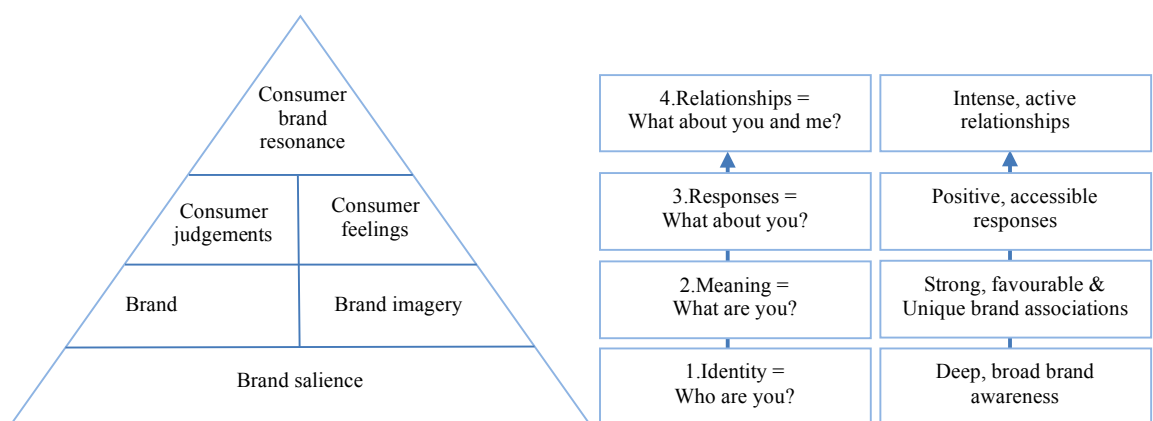 Consumer
brand
resonance
Consumer
judgements
Consumer
feelings
Brand
Brand imagery
Brand salience
4.Relationships =
What about you and me?
Intense, active
relationships
3.Responses =
What about you?
Positive, accessible
responses
2.Meaning =
What are you?
Strong, favourable &
Unique brand associations
1.Identity =
Who are you?
Deep, broad brand
awareness